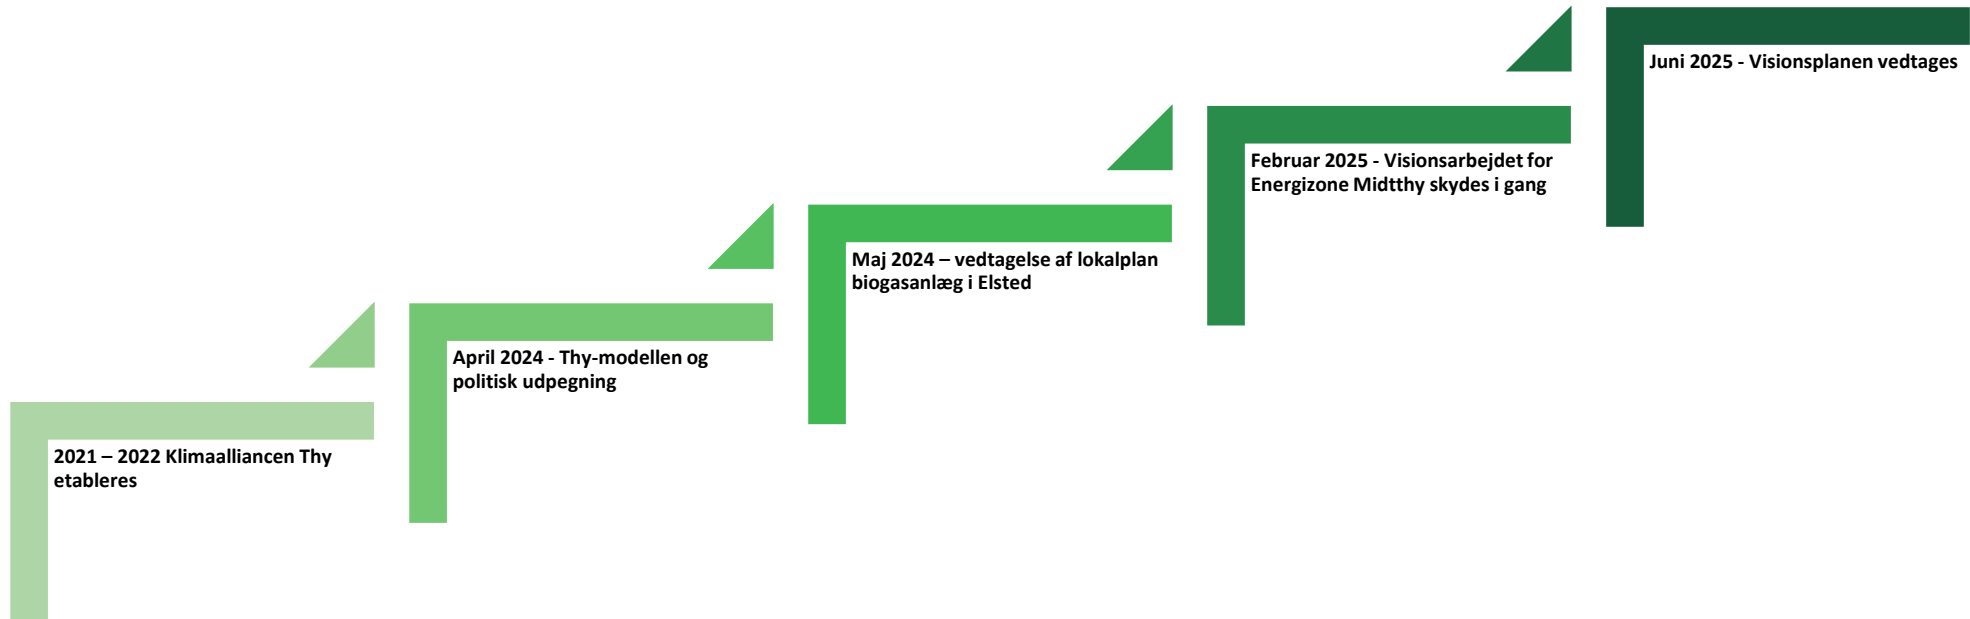 2021 – 2022 Klimaalliancen Thy
etableres
April 2024 - Thy-modellen og
politisk udpegning
Maj 2024 – vedtagelse af lokalplan
biogasanlæg i Elsted
Februar 2025 - Visionsarbejdet for
Energizone Midtthy skydes i gang
Juni 2025 - Visionsplanen vedtages